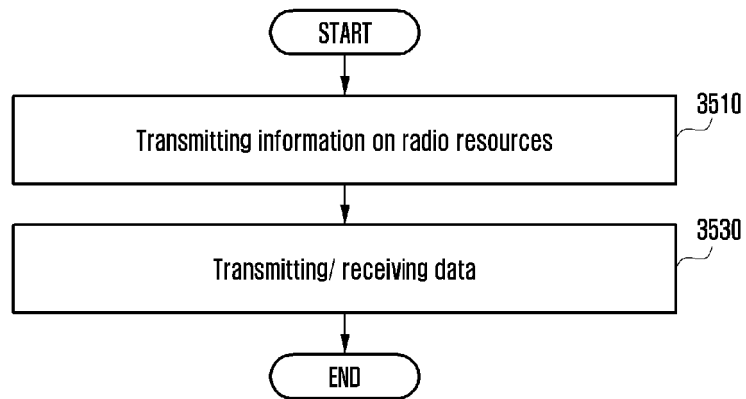 START
Transmitting information on radio resources
3510
Transmitting/ receiving data
3530
END